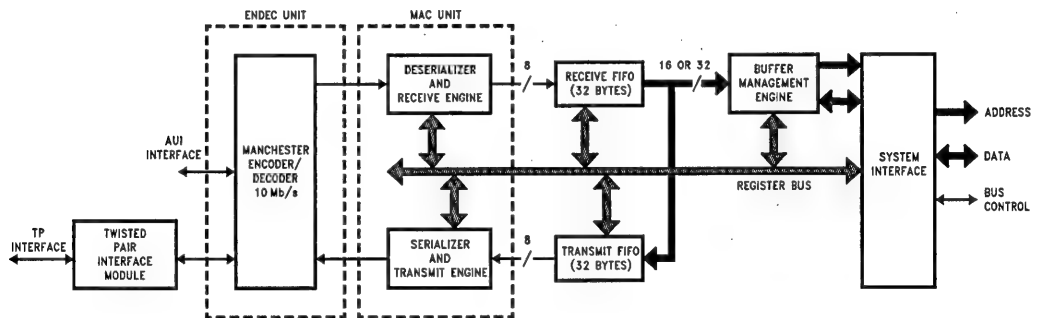 ENDEC UNIT
MAC UNIT
MANCHESTER
ENCODER/
DECODER
10 Mb/s
DESERIALIZER
AND
RECEIVE ENGINE
8
RECEIVE FIFO
(32 BYTES)
16 OR 32
BUFFER
MANAGEMENT
ENGINE
SYSTEM
INTERFACE
ADDRESS
DATA
BUS
CONTROL
AUI
INTERFACE
REGISTER BUS
TP
INTERFACE
TWISTED
PAIR
INTERFACE
MODULE
SERIALIZER
AND
TRANSMIT ENGINE
8
TRANSMIT FIFO
(32 BYTES)